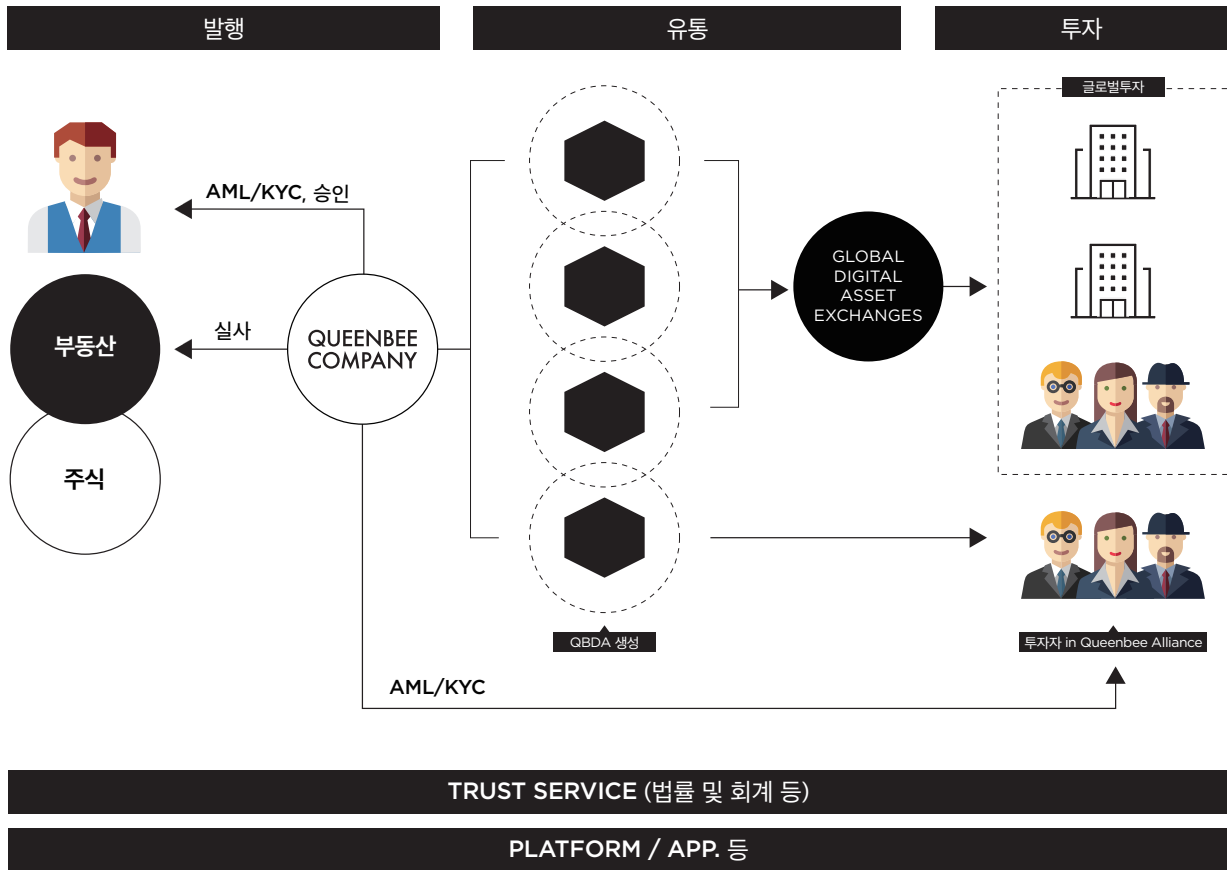 발행
유통
투자
글로벌투자
AML/KYC, 승인
GLOBAL
DIGITAL
ASSET
EXCHANGES
실사
부동산
QUEENBEE
COMPANY
주식
QBDA 생성
투자자 in Queenbee Alliance
AML/KYC
TRUST SERVICE (법률 및 회계 등)
PLATFORM / APP. 등